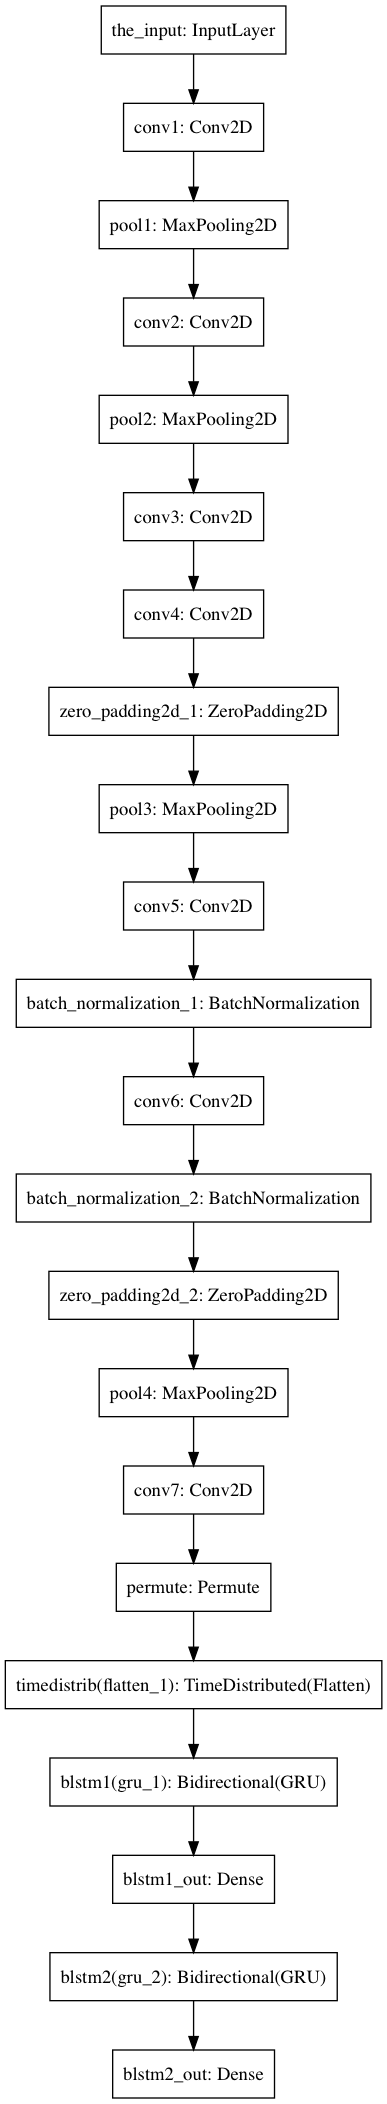 the_input: InputLayer
conv1: Conv2D
pool1: MaxPooling2D
conv2: Conv2D
pool2: MaxPooling2D
conv3: Conv2D
conv4: Conv2D
zero_padding2d_1: ZeroPadding2D
pool3: MaxPooling2D
conv5: Conv2D
batch_normalization_1: BatchNormalization
conv6: Conv2D
batch_normalization_2: BatchNormalization
zero_padding2d_2: ZeroPadding2D
pool4: MaxPooling2D
conv7: Conv2D
permute: Permute
timedistrib(flatten_1): TimeDistributed(Flatten)
blstm1(gru_1): Bidirectional(GRU)
blstm1_out: Dense
blstm2(gru_2): Bidirectional(GRU)
blstm2_out: Dense